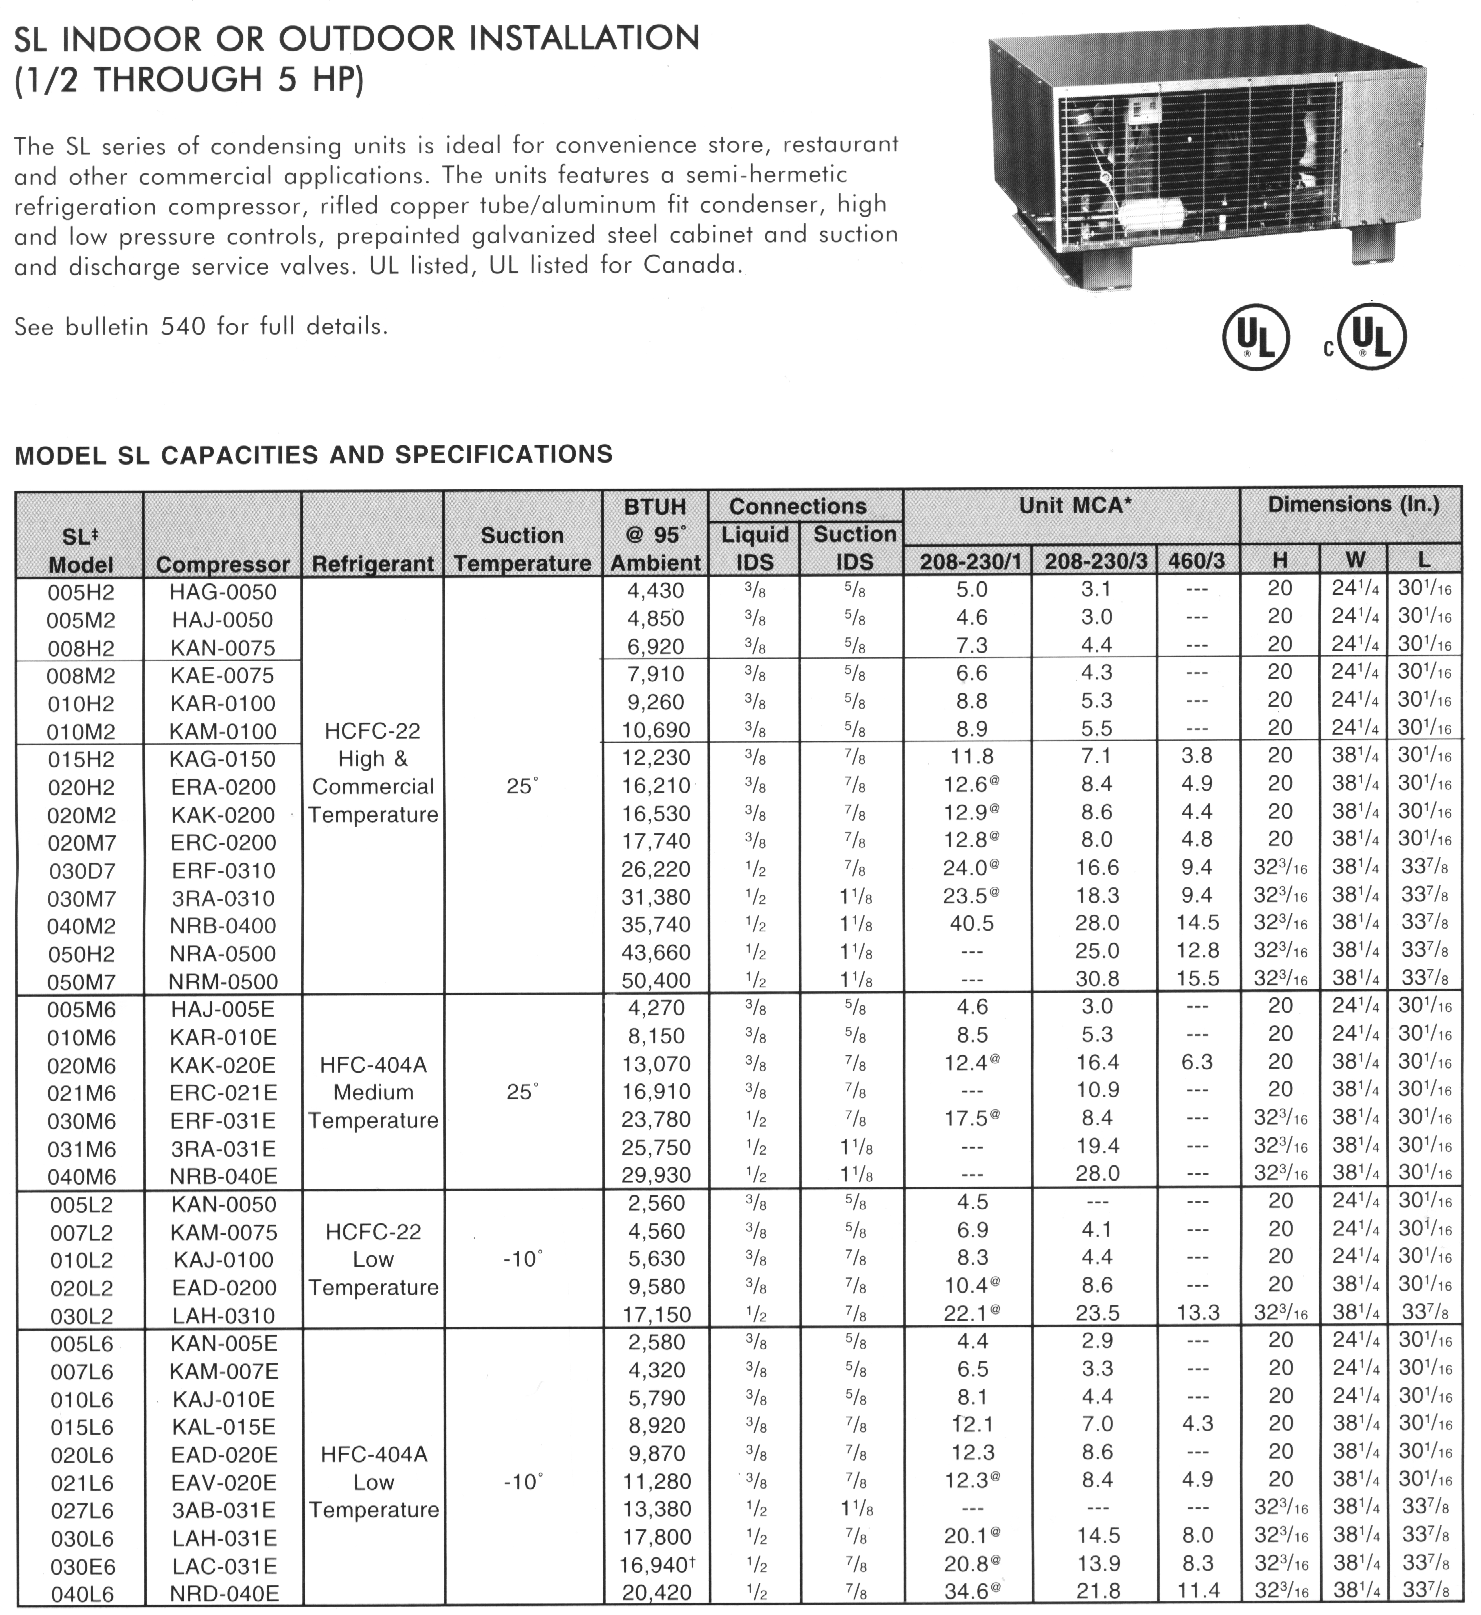 SL INDOOR OR OUTDOOR INSTALLATION
(1/2 THROUGH 5 HP)
The SL series of condensing units is ideal for convenience store, restaurant
and other commercial applications. The units features a semi-hermetic
refrigeration compressor, rifled copper tube/aluminum fit condenser, high
and low pressure controls, prepainted galvanized steel cabinet and suction
and discharge service valves. UL listed, UL listed for Canada.
See bulletin 540 for full details.
UL ® C UL ®
MODEL SL CAPACITIES AND SPECIFICATIONS
BTUH Connections Unit MCA* Dimensions (In.)
SL‡ Suction @ 95° Liquid Suction
Model Compressor Refrigerant Temperature Ambient IDS IDS 208-230/1 208-230/3 460/3 H W L
005H2 HAG-0050 4,430 3/8 5/8 5.0 3.1 --- 20 24 1/4 30 1/16
005M2 HAJ-0050 4,850 3/8 5/8 4.6 3.0 --- 20 24 1/4 30 1/16
008H2 KAN-0075 6,920 3/8 5/8 7.3 4.4 --- 20 24 1/4 30 1/16
008M2 KAE-0075 7,910 3/8 5/8 6.6 4.3 --- 20 24 1/4 30 1/16
010H2 KAR-0100 9,260 3/8 5/8 8.8 5.3 --- 20 24 1/4 30 1/16
010M2 KAM-0100 HCFC-22 10,690 3/8 5/8 8.9 5.5 --- 20 24 1/4 30 1/16
015H2 KAG-0150 High & 12,230 3/8 7/8 11.8 7.1 3.8 20 38 1/4 30 1/16
020H2 ERA-0200 Commercial 25° 16,210 3/8 7/8 12.6@ 8.4 4.9 20 38 1/4 30 1/16
020M2 KAK-0200 Temperature 16,530 3/8 7/8 12.9@ 8.6 4.4 20 38 1/4 30 1/16
020M7 ERC-0200 17,740 3/8 7/8 12.8@ 8.0 4.8 20 38 1/4 30 1/16
030D7 ERF-0310 26,220 1/2 7/8 24.0@ 16.6 9.4 32 3/16 38 1/4 33 7/8
030M7 3RA-0310 31,380 1/2 1 1/8 23.5@ 18.3 9.4 32 3/16 38 1/4 33 7/8
040M2 NRB-0400 35,740 1/2 1 1/8 40.5 28.0 14.5 32 3/16 38 1/4 33 7/8
050H2 NRA-0500 43,660 1/2 1 1/8 --- 25.0 12.8 32 3/16 38 1/4 33 7/8
050M7 NRM-0500 50,400 1/2 1 1/8 --- 30.8 15.5 32 3/16 38 1/4 33 7/8
005M6 HAJ-005E 4,270 3/8 5/8 4.6 3.0 --- 20 24 1/4 30 1/16
010M6 KAR-010E 8,150 3/8 5/8 8.5 5.3 --- 20 24 1/4 30 1/16
020M6 KAK-020E HFC-404A 13,070 3/8 7/8 12.4@ 16.4 6.3 20 38 1/4 30 1/16
021M6 ERC-021E Medium 25° 16,910 3/8 7/8 --- 10.9 --- 20 38 1/4 30 1/16
030M6 ERF-031E Temperature 23,780 1/2 7/8 17.5@ 8.4 --- 32 3/16 38 1/4 30 1/16
031M6 3RA-031E 25,750 1/2 1 1/8 --- 19.4 --- 32 3/16 38 1/4 30 1/16
040M6 NRB-040E 29,930 1/2 1 1/8 --- 28.0 --- 32 3/16 38 1/4 30 1/16
005L2 KAN-0050 2,560 3/8 5/8 4.5 --- --- 20 24 1/4 30 1/16
007L2 KAM-0075 HCFC-22 4,560 3/8 5/8 6.9 4.1 --- 20 24 1/4 30 1/16
010L2 KAJ-0100 Low -10° 5,630 3/8 7/8 8.3 4.4 --- 20 24 1/4 30 1/16
020L2 EAD-0200 Temperature 9,580 3/8 7/8 10.4@ 8.6 --- 20 38 1/4 30 1/16
030L2 LAH-0310 17,150 1/2 7/8 22.1@ 23.5 13.3 32 3/16 38 1/4 33 7/8
005L6 KAN-005E 2,580 3/8 5/8 4.4 2.9 --- 20 24 1/4 30 1/16
007L6 KAM-007E 4,320 3/8 5/8 6.5 3.3 --- 20 24 1/4 30 1/16
010L6 KAJ-010E 5,790 3/8 5/8 8.1 4.4 --- 20 24 1/4 30 1/16
015L6 KAL-015E 8,920 3/8 7/8 12.1 7.0 4.3 20 38 1/4 30 1/16
020L6 EAD-020E HFC-404A 9,870 3/8 7/8 12.3 8.6 --- 20 38 1/4 30 1/16
021L6 EAV-020E Low -10° 11,280 3/8 7/8 12.3@ 8.4 4.9 20 38 1/4 30 1/16
027L6 3AB-031E Temperature 13,380 1/2 1 1/8 --- --- --- 32 3/16 38 1/4 33 7/8
030L6 LAH-031E 17,800 1/2 7/8 20.1@ 14.5 8.0 32 3/16 38 1/4 33 7/8
030E6 LAC-031E 16,940† 1/2 7/8 20.8@ 13.9 8.3 32 3/16 38 1/4 33 7/8
040L6 NRD-040E 20,420 1/2 7/8 34.6@ 21.8 11.4 32 3/16 38 1/4 33 7/8